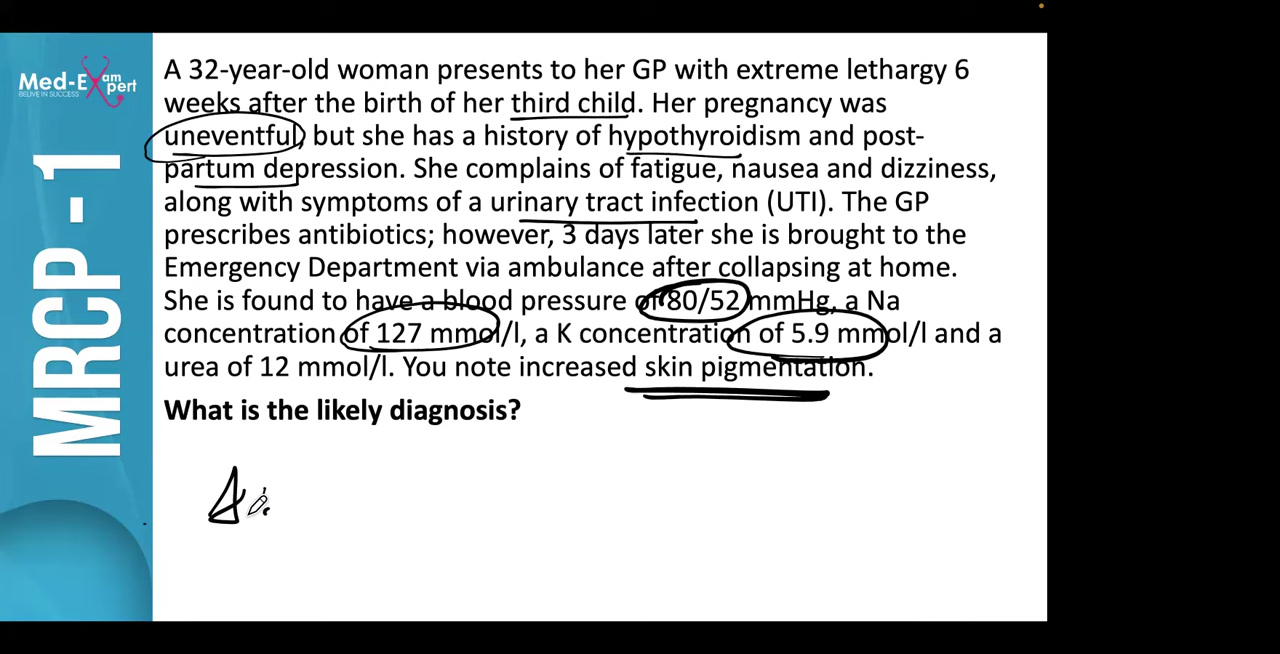 Med-Exam
pert
BELIVE IN SUCCESS
MRCP - 1
A 32-year-old woman presents to her GP with extreme lethargy 6
weeks after the birth of her third child. Her pregnancy was
uneventful, but she has a history of hypothyroidism and post-
partum depression. She complains of fatigue, nausea and dizziness,
along with symptoms of a urinary tract infection (UTI). The GP
prescribes antibiotics; however, 3 days later she is brought to the
Emergency Department via ambulance after collapsing at home.
She is found to have a blood pressure of 80/52 mmHg, a Na
concentration of 127 mmol/l, a K concentration of 5.9 mmol/l and a
urea of 12 mmol/l. You note increased skin pigmentation.
What is the likely diagnosis?
A